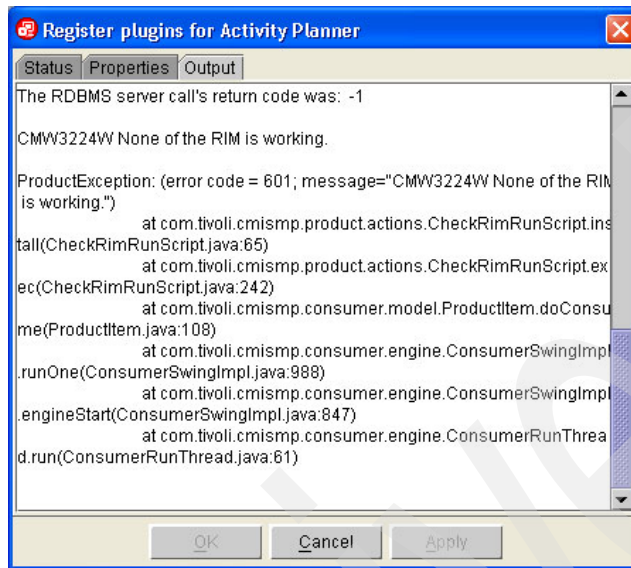 Register plugins for Activity Planner
Status Properties Output
The RDBMS server call's return code was: -1
CMW3224W None of the RIM is working.
ProductException: (error code = 601; message="CMW3224W None of the RIM
is working.")
at com.tivoli.cmismp.product.actions.CheckRimRunScript.ins
tall(CheckRimRunScript.java:65)
at com.tivoli.cmismp.product.actions.CheckRimRunScript.ex
ec(CheckRimRunScript.java:242)
at com.tivoli.cmismp.consumer.model.ProductItem.doConsu
me(ProductItem.java:108)
at com.tivoli.cmismp.consumer.engine.ConsumerSwingImpl
.runOne(ConsumerSwingImpl.java:988)
at com.tivoli.cmismp.consumer.engine.ConsumerSwingImpl
.engineStart(ConsumerSwingImpl.java:847)
at com.tivoli.cmismp.consumer.engine.ConsumerRunThrea
d.run(ConsumerRunThread.java:61)
OK Cancel Apply